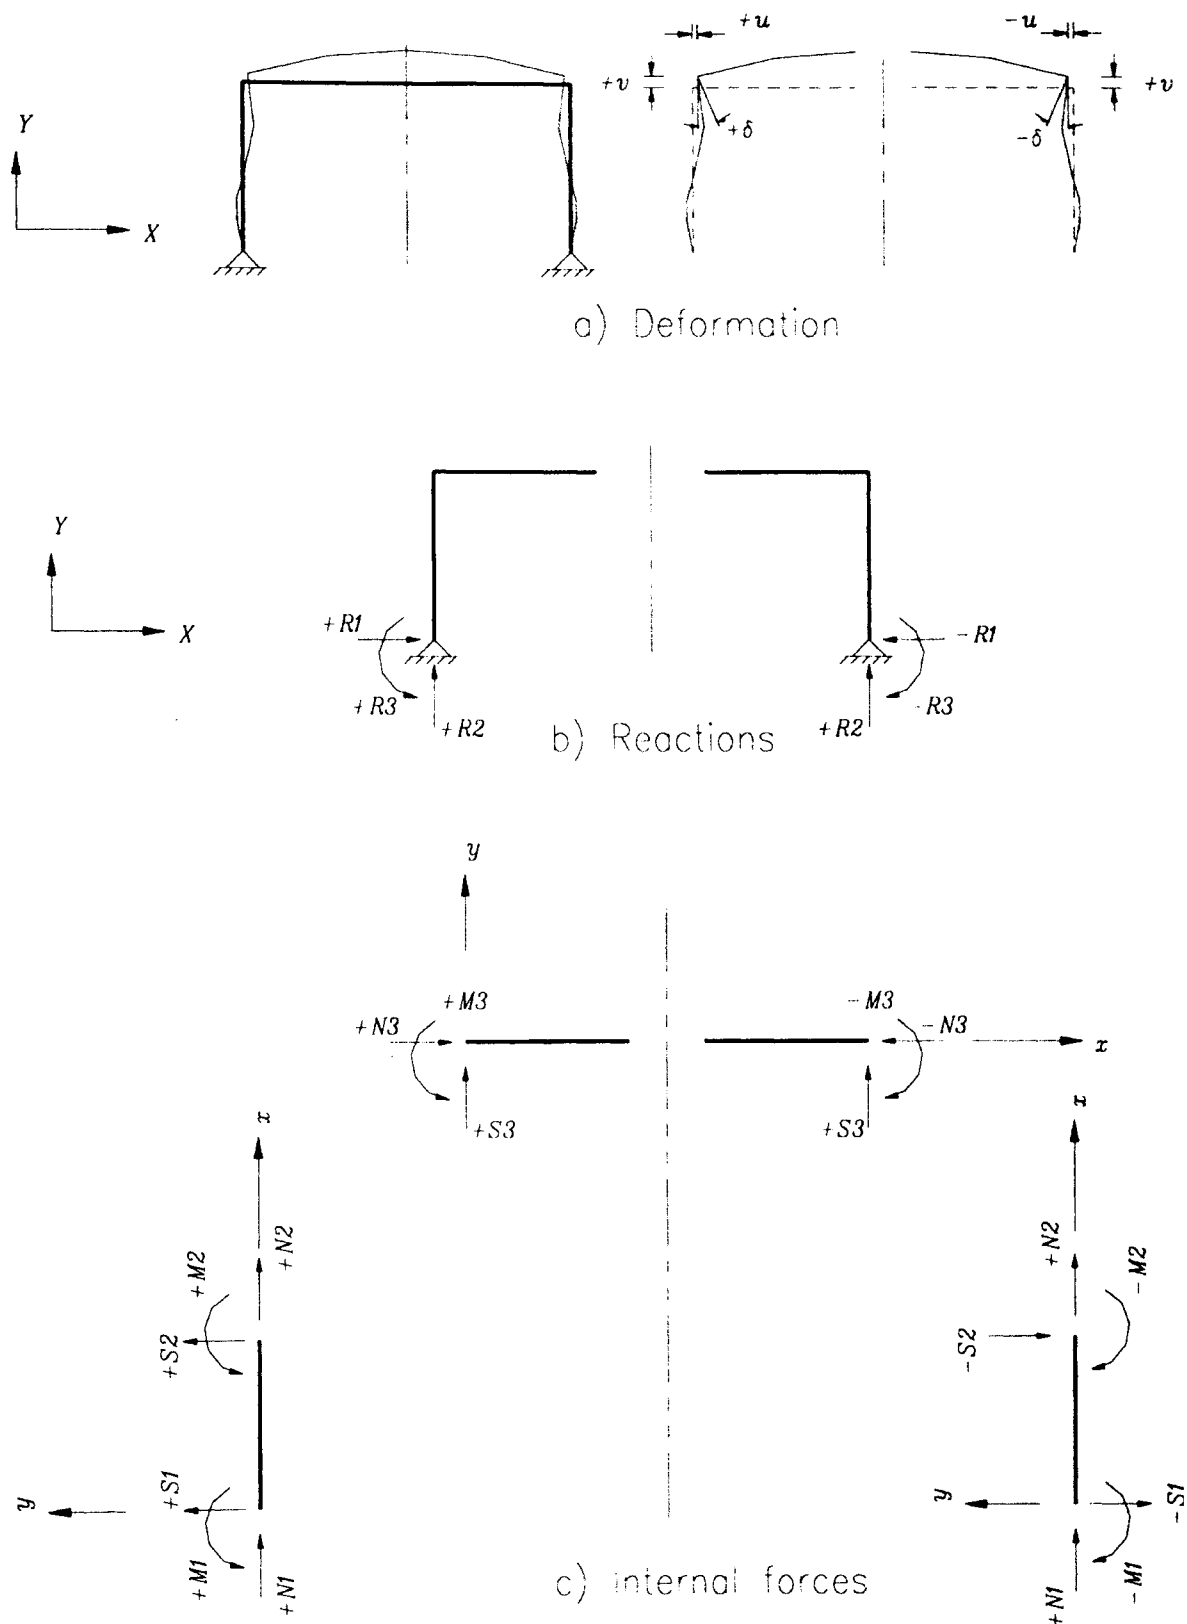 +u
-u
+v
+v
+δ
-δ
Y
X
a) Deformation
Y
X
+R1
-R1
+R3
-R3
+R2
+R2
b) Reactions
y
+M3
-M3
+N3
-N3
x
+S3
+S3
x
x
+N2
+N2
+M2
-M2
+S2
-S2
y
+S1
y
-S1
+M1
+N1
+N1
-M1
c) internal forces